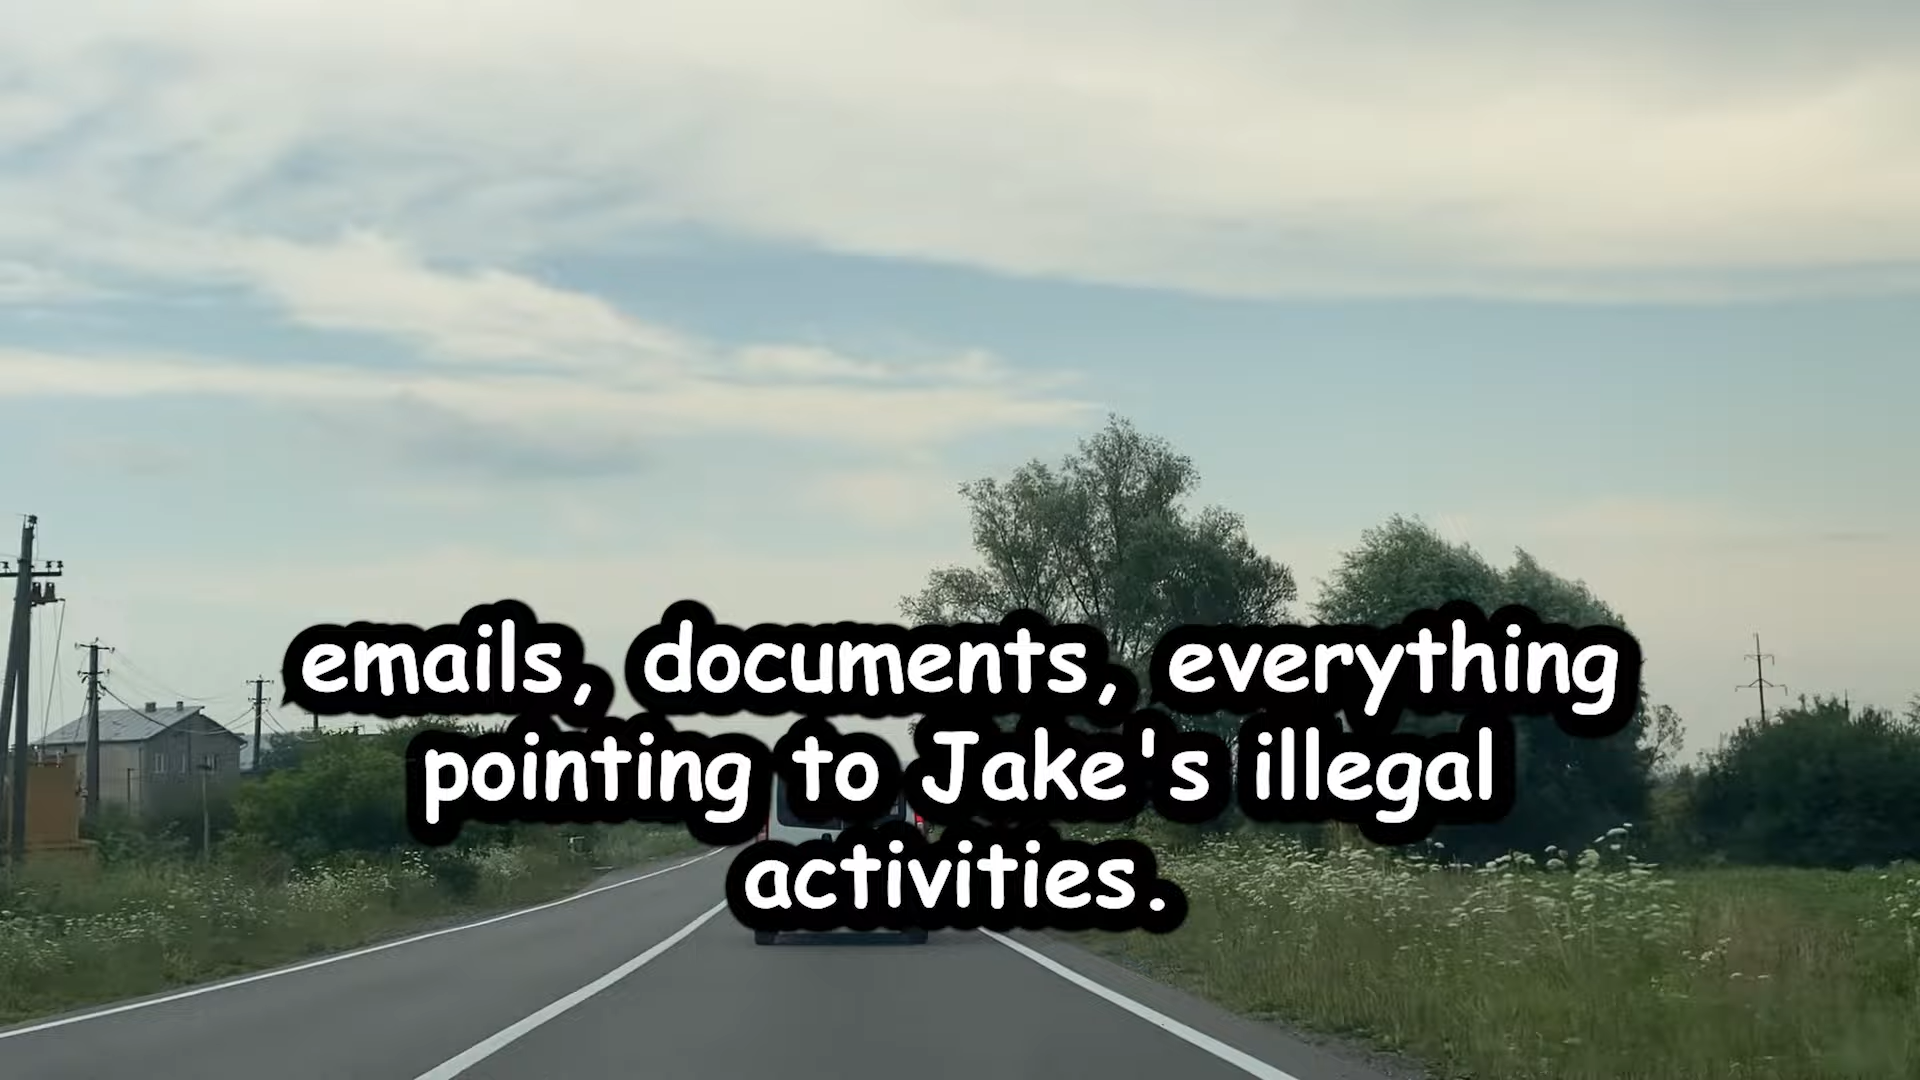 emails, documents, everything
pointing to Jake's illegal
activities.